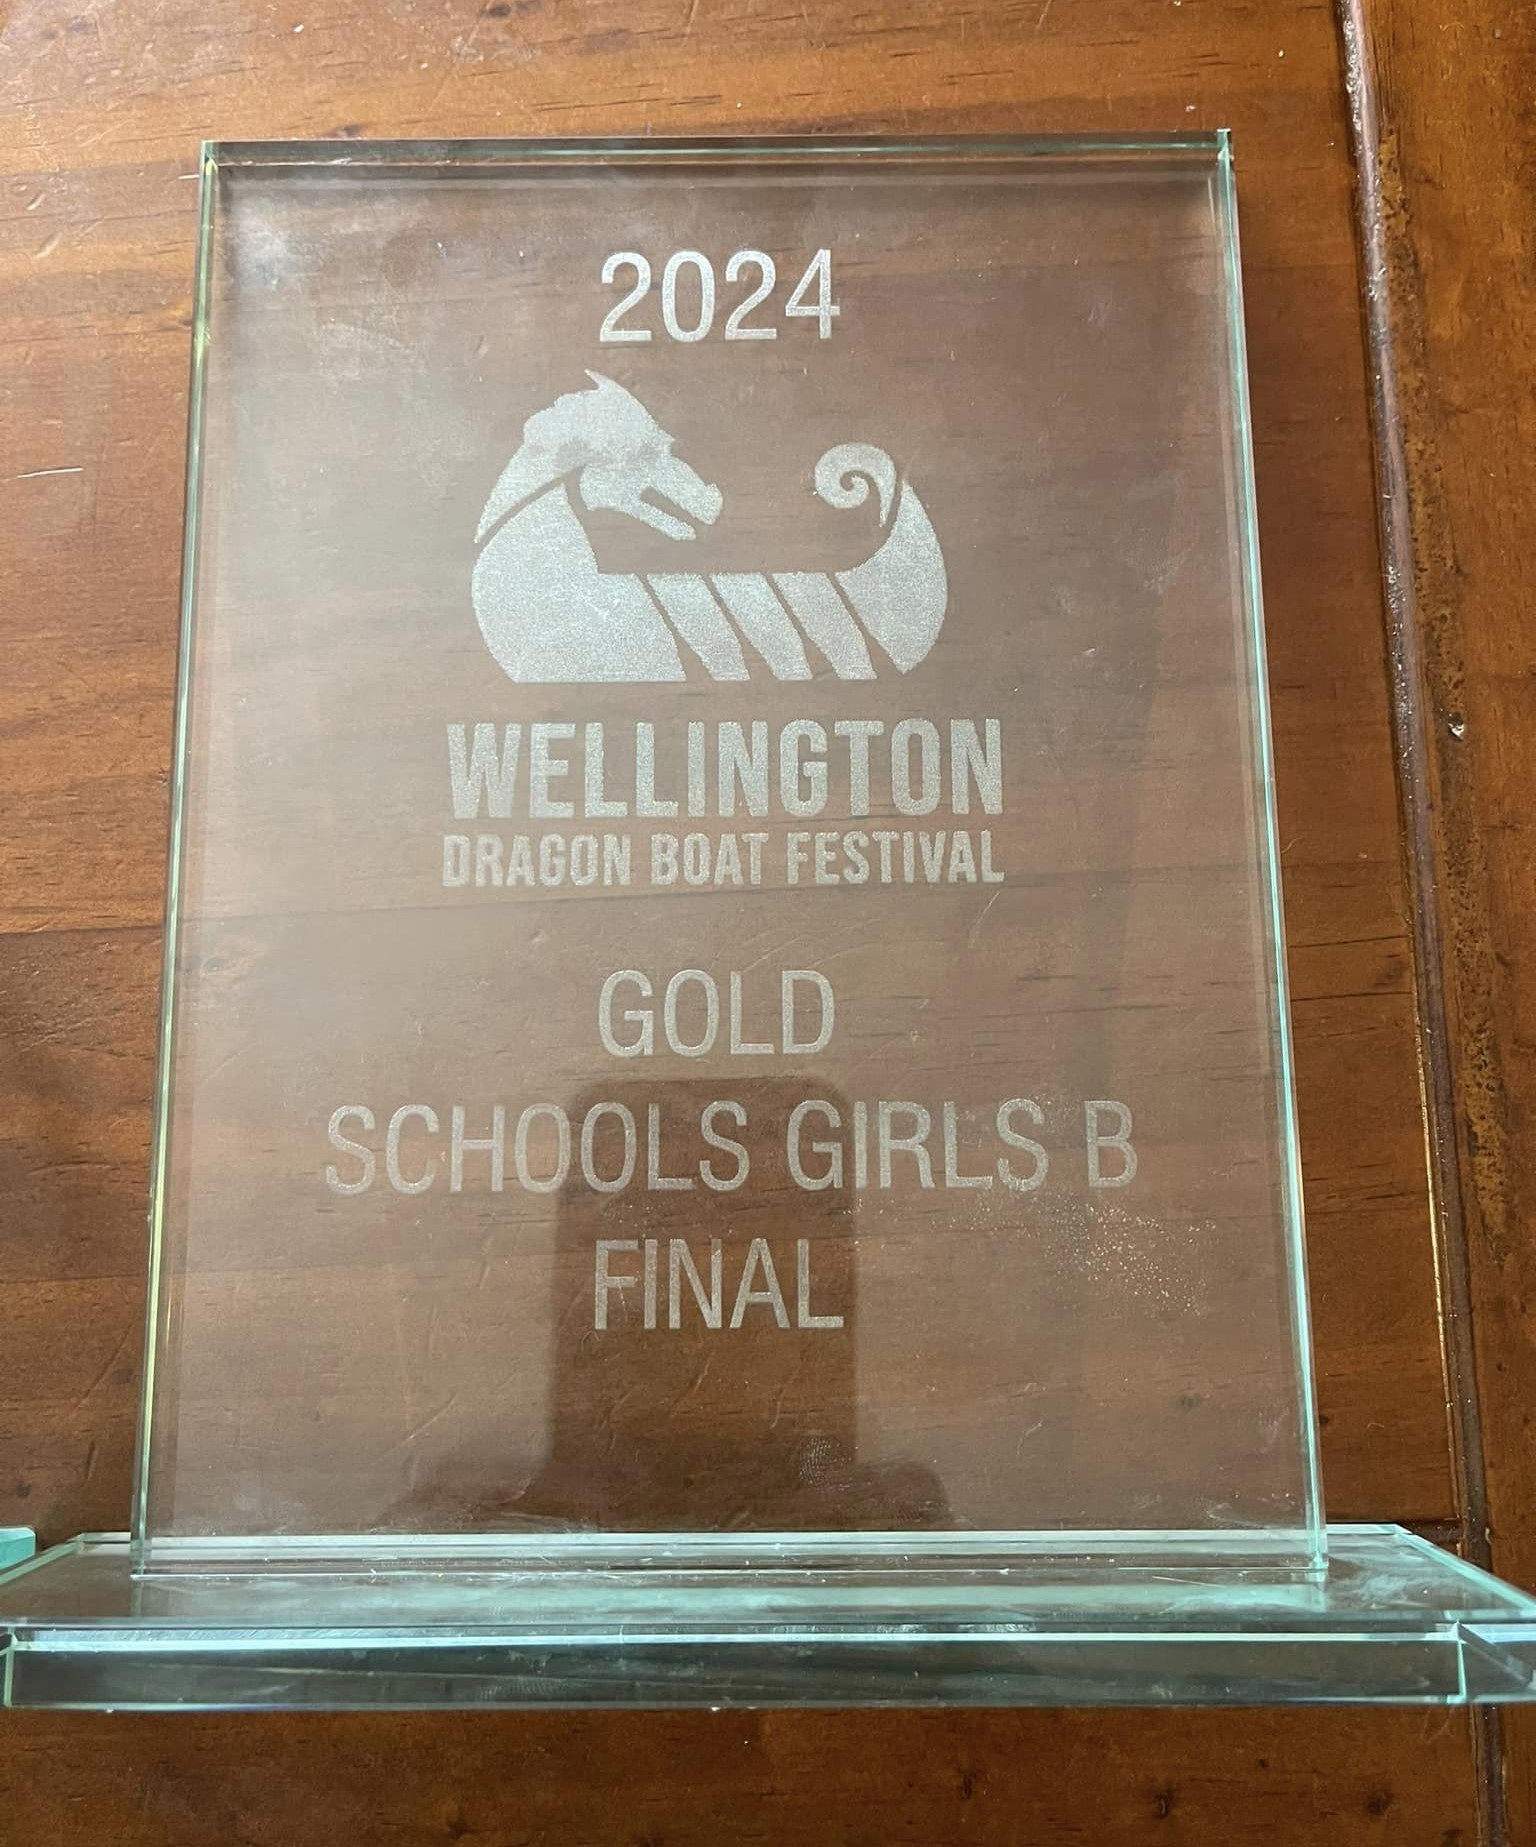 2024
WELLINGTON
DRAGON BOAT FESTIVAL
GOLD
SCHOOLS GIRLS B
FINAL